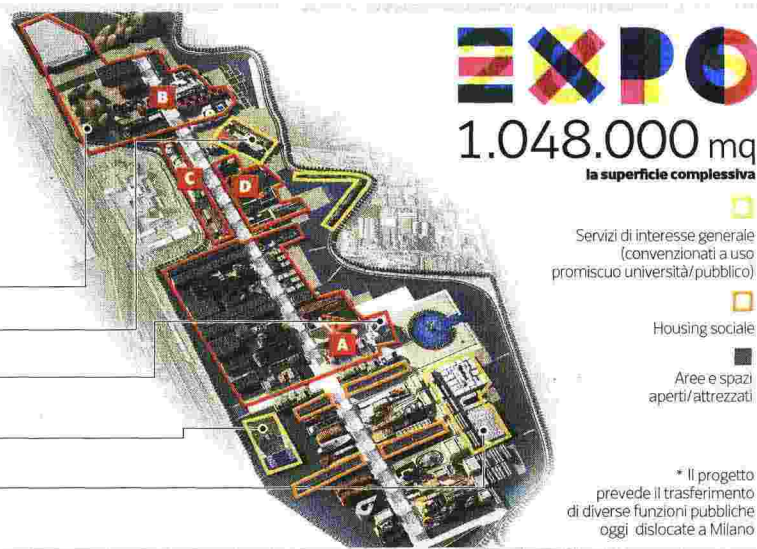 EXPO
1.048.000 mq
la superficie complessiva
B
C
D
A
Servizi di interesse generale
(convenzionati a uso
promiscuo università/pubblico)
Housing sociale
Aree e spazi
aperti/attrezzati
* Il progetto
prevede il trasferimento
di diverse funzioni pubbliche
oggi dislocate a Milano